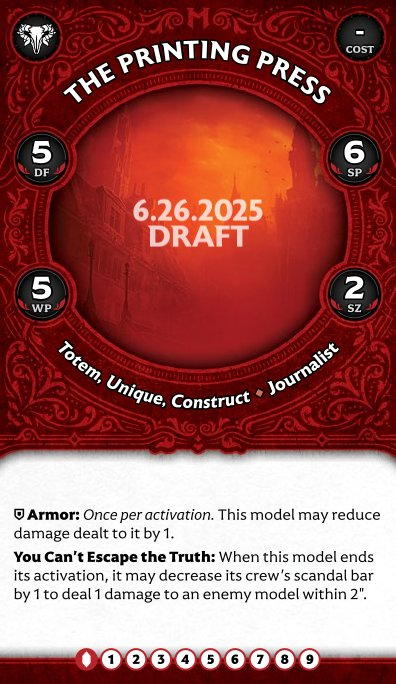 -
COST
THE PRINTING PRESS
5
DF
6
SP
6.26.2025
DRAFT
5
WP
2
SZ
Totem, Unique, Construct ♦ Journalist
Armor: Once per activation. This model may reduce
damage dealt to it by 1.
You Can't Escape the Truth: When this model ends
its activation, it may decrease its crew's scandal bar
by 1 to deal 1 damage to an enemy model within 2".
1 2 3 4 5 6 7 8 9